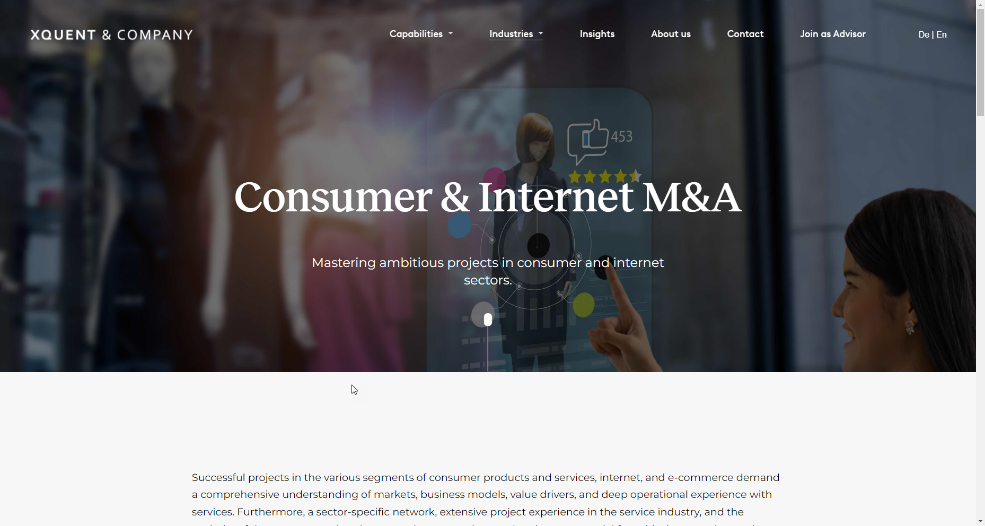 XQUENT & COMPANY
Capabilities
Industries
Insights
About us
Contact
Join as Advisor
De | En
453
Consumer & Internet M&A
Mastering ambitious projects in consumer and internet
sectors.
Successful projects in the various segments of consumer products and services, internet, and e-commerce demand
a comprehensive understanding of markets, business models, value drivers, and deep operational experience with
services. Furthermore, a sector-specific network, extensive project experience in the service industry, and the